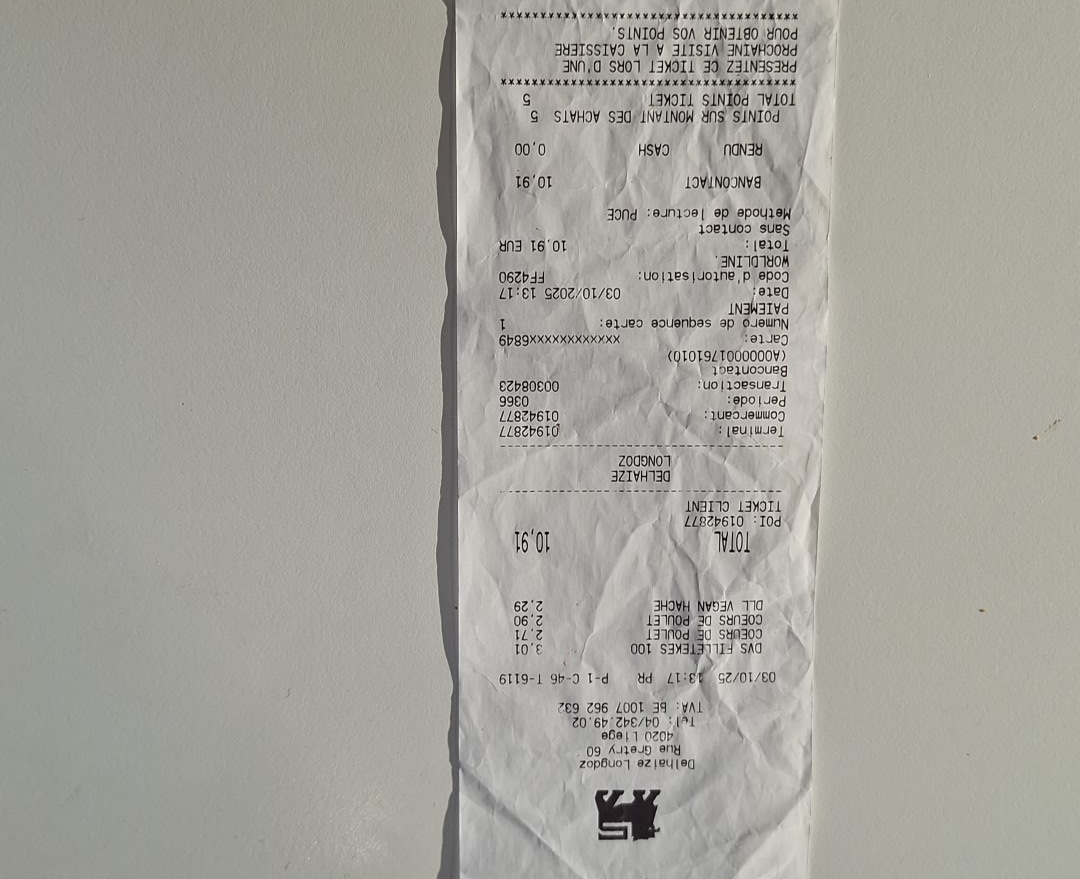 Delhaize Longdoz
Rue Gretry 60
4020 Liege
Tel: 04/342.49.02
TVA: BE 1007 962 632
03/10/25 13:17 PR P-1 C-46 T-6119
DVS FILLETEKES 100 3,01
COEURS DE POULET 2,71
COEURS DE POULET 2,90
DLL VEGAN HACHE 2,29
TOTAL 10,91
POI: 01942877
TICKET CLIENT
DELHAIZE
LONGDOZ
Terminal: 01942877
Commercant: 01942877
Periode: 0366
Transaction: 00308423
Bancontact
(A0000001761010)
Carte: xxxxxxxxxxxxx6849
Numero de sequence carte: 1
PAIEMENT
Date: 03/10/2025 13:17
Code d'autorisation: FF4290
WORLDLINE.
Total: 10,91 EUR
Sans contact
Methode de lecture: PUCE
BANCONTACT 10,91
RENDU CASH 0,00
POINTS SUR MONTANT DES ACHATS 5
TOTAL POINTS TICKET 5
***********************************
PRESENTEZ CE TICKET LORS D'UNE
PROCHAINE VISITE A LA CAISSIERE
POUR OBTENIR VOS POINTS.
***********************************